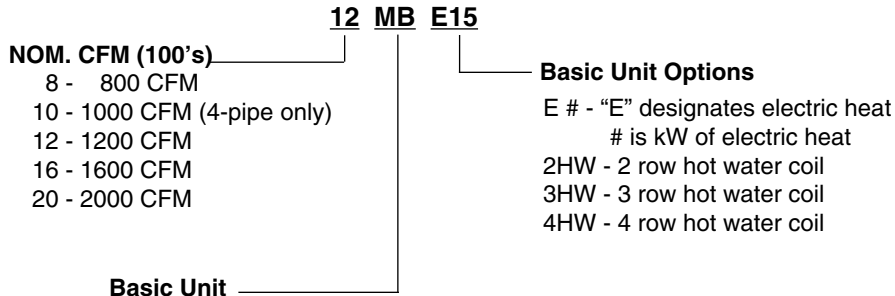 12 MB E15
NOM. CFM (100's)
8 - 800 CFM
10 - 1000 CFM (4-pipe only)
12 - 1200 CFM
16 - 1600 CFM
20 - 2000 CFM
Basic Unit Options
E # - “E” designates electric heat
# is kW of electric heat
2HW - 2 row hot water coil
3HW - 3 row hot water coil
4HW - 4 row hot water coil
Basic Unit